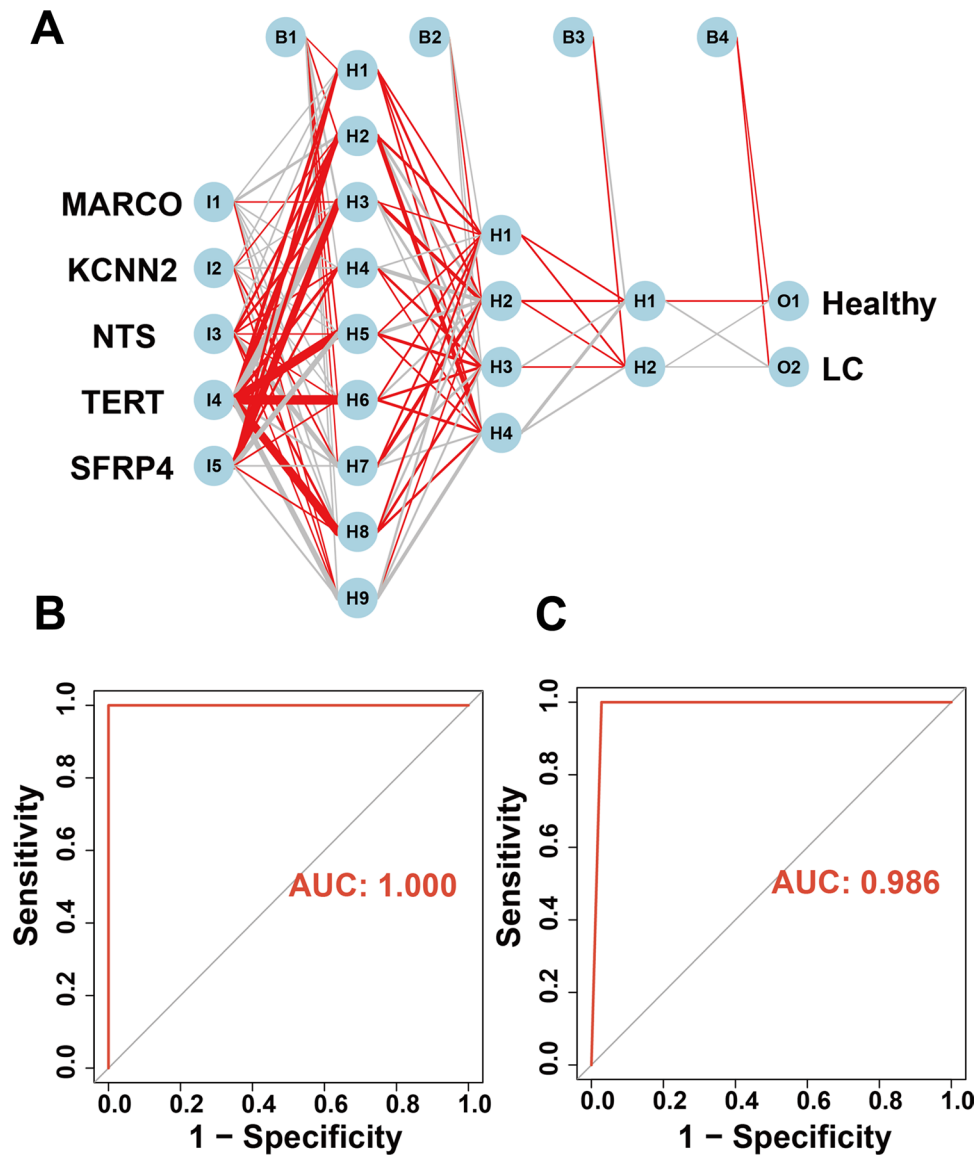 A
B1 B2 B3 B4
H1
H2
MARCO I1 H3
H1
KCNN2 I2 H4
H2 H1 O1 Healthy
NTS I3 H5
H3 H2 O2 LC
TERT I4 H6
H4
SFRP4 I5 H7
H8
H9
B
Sensitivity
1.0
0.8
0.6
0.4
0.2
0.0
AUC: 1.000
0.0 0.2 0.4 0.6 0.8 1.0
1 − Specificity
C
Sensitivity
1.0
0.8
0.6
0.4
0.2
0.0
AUC: 0.986
0.0 0.2 0.4 0.6 0.8 1.0
1 − Specificity